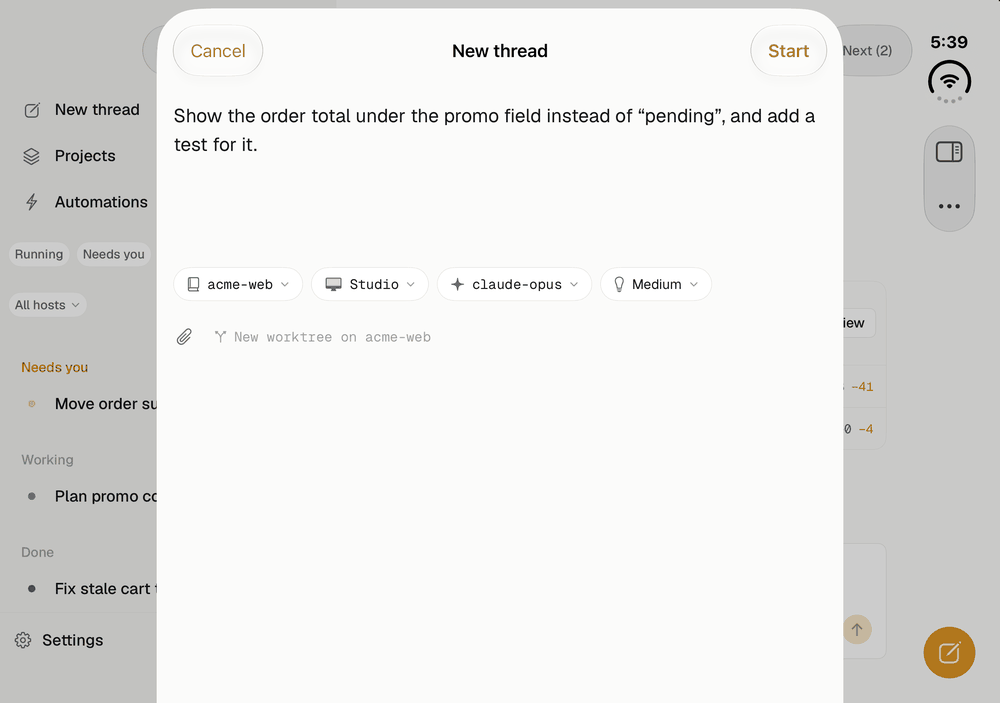 Cancel
New thread
Start
Next (2)
5:39
New thread
Projects
Automations
Running
Needs you
All hosts
Needs you
Move order su
Working
Plan promo co
Done
Fix stale cart
Settings
Show the order total under the promo field instead of “pending”, and add a
test for it.
acme-web
Studio
claude-opus
Medium
New worktree on acme-web
iew
−41
0 −4